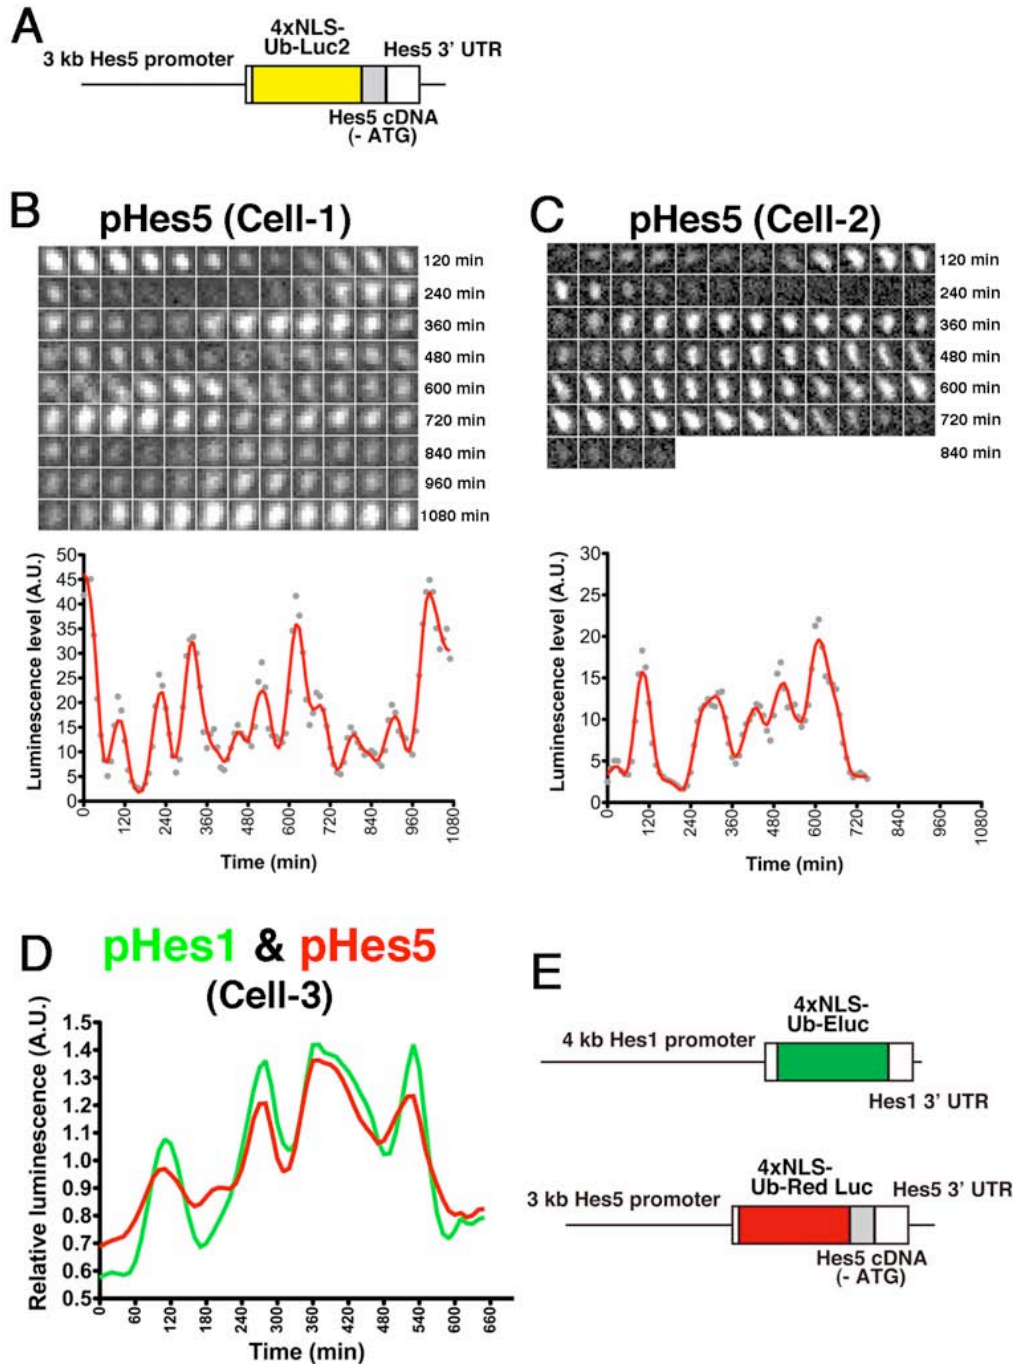 A
4xNLS-
Ub-Luc2
3 kb Hes5 promoter
Hes5 3' UTR
Hes5 cDNA
(- ATG)
B
pHes5 (Cell-1)
120 min
240 min
360 min
480 min
600 min
720 min
840 min
960 min
1080 min
Luminescence level (A.U.)
50
45
40
35
30
25
20
15
10
5
0
0
120
240
360
480
600
720
840
960
1080
Time (min)
C
pHes5 (Cell-2)
120 min
240 min
360 min
480 min
600 min
720 min
840 min
Luminescence level (A.U.)
30
25
20
15
10
5
0
0
120
240
360
480
600
720
840
960
1080
Time (min)
D
pHes1 & pHes5
(Cell-3)
Relative luminescence (A.U.)
1.5
1.4
1.3
1.2
1.1
1.0
0.9
0.8
0.7
0.6
0.5
0
60
120
180
240
300
360
420
480
540
600
660
Time (min)
E
4xNLS-
Ub-Eluc
4 kb Hes1 promoter
Hes1 3' UTR
4xNLS-
Ub-Red Luc
3 kb Hes5 promoter
Hes5 3' UTR
Hes5 cDNA
(- ATG)